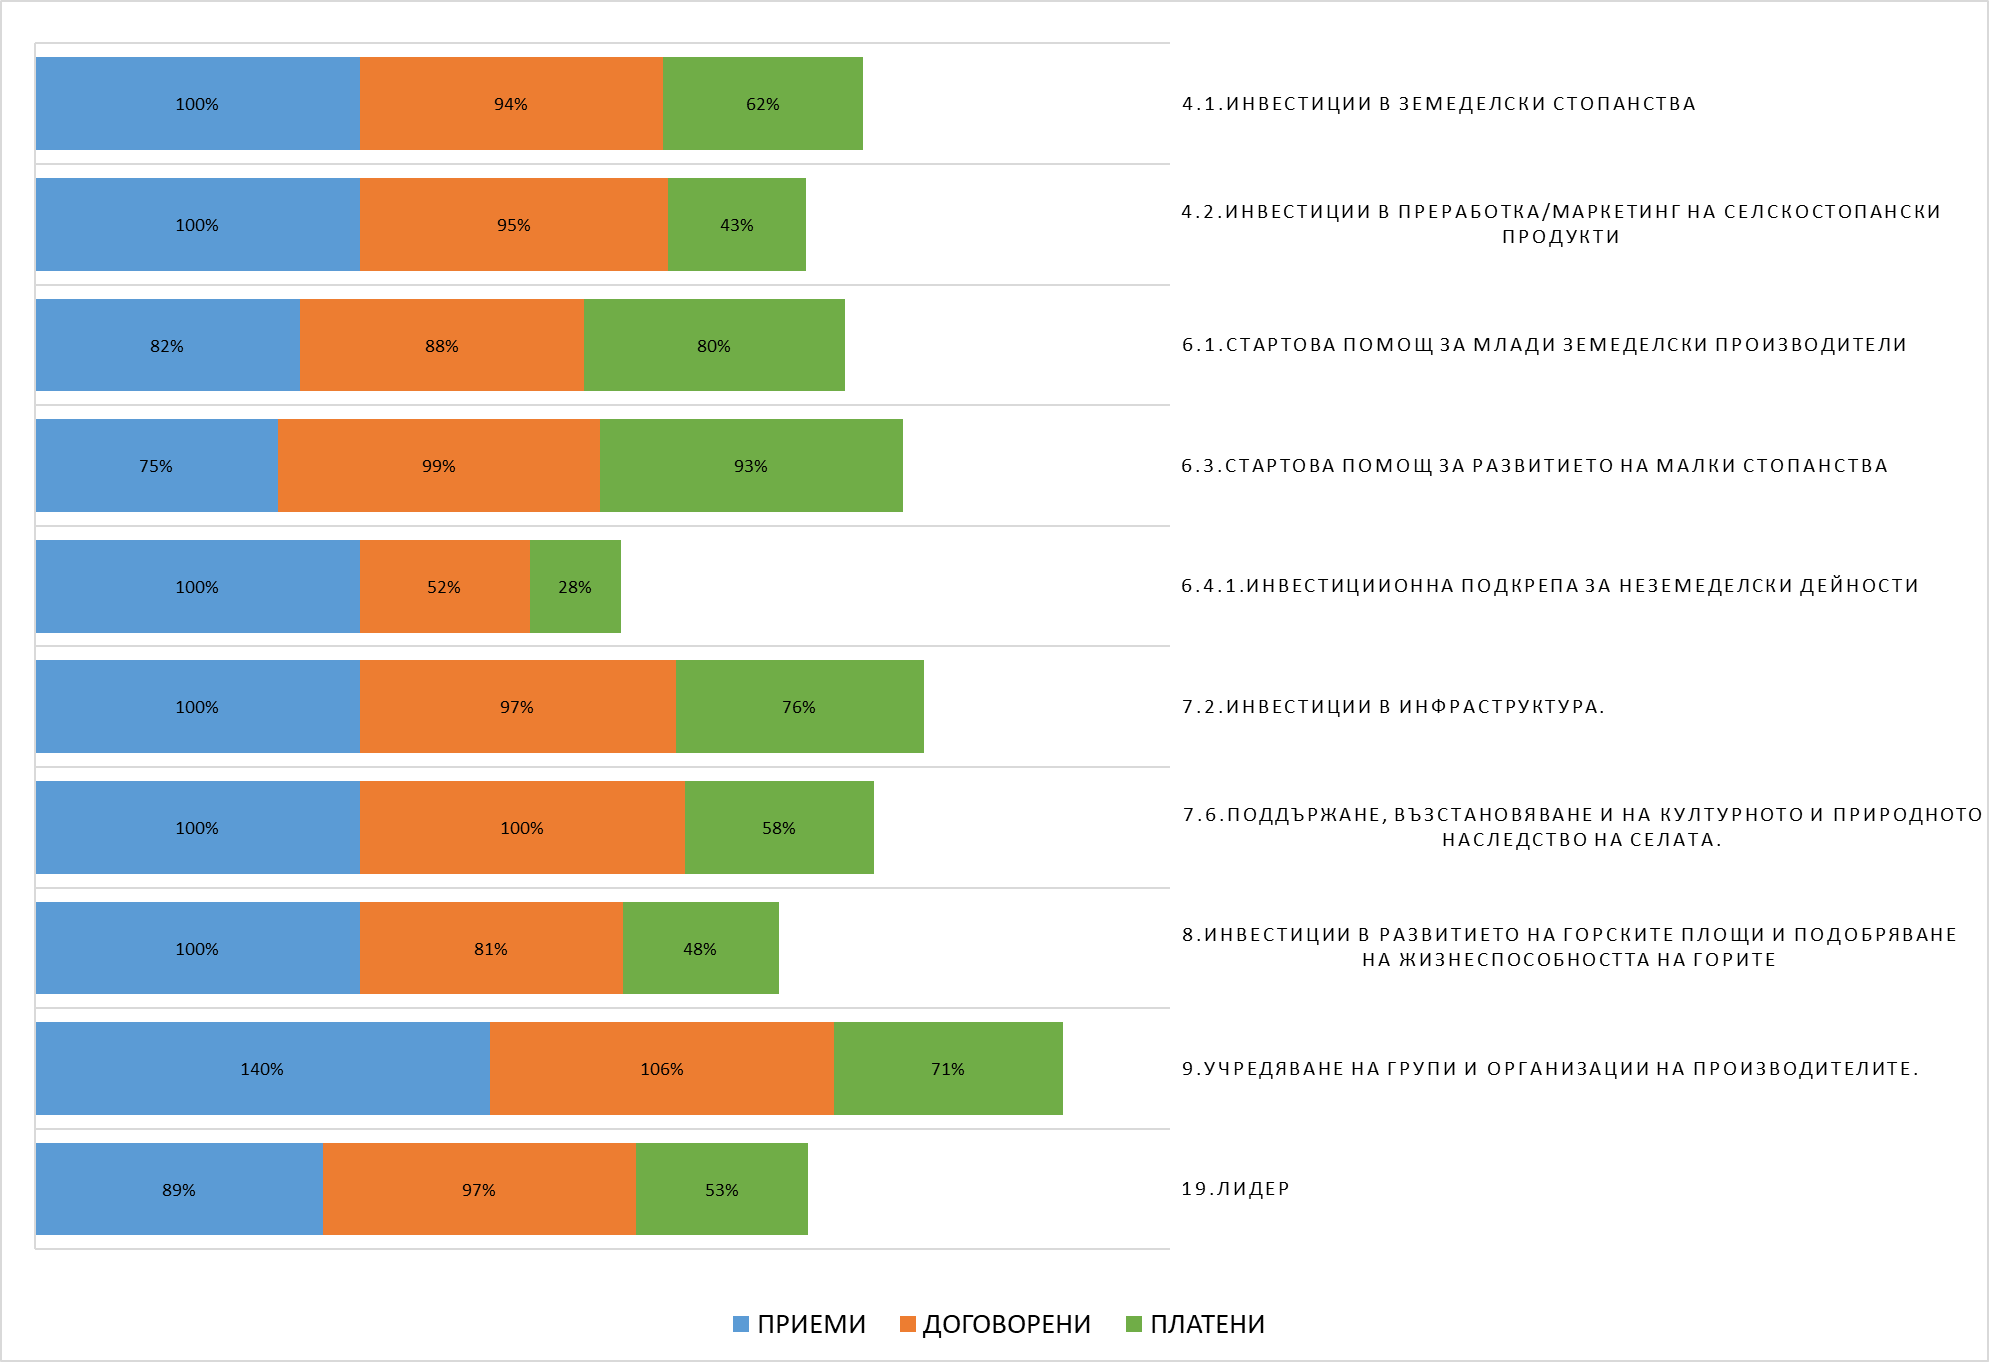 100% 94% 62% 4.1.ИНВЕСТИЦИИ В ЗЕМЕДЕЛСКИ СТОПАНСТВА
100% 95% 43% 4.2.ИНВЕСТИЦИИ В ПРЕРАБОТКА/МАРКЕТИНГ НА СЕЛСКОСТОПАНСКИ
ПРОДУКТИ
82% 88% 80% 6.1.СТАРТОВА ПОМОЩ ЗА МЛАДИ ЗЕМЕДЕЛСКИ ПРОИЗВОДИТЕЛИ
75% 99% 93% 6.3.СТАРТОВА ПОМОЩ ЗА РАЗВИТИЕТО НА МАЛКИ СТОПАНСТВА
100% 52% 28% 6.4.1.ИНВЕСТИЦИИОННА ПОДКРЕПА ЗА НЕЗЕМЕДЕЛСКИ ДЕЙНОСТИ
100% 97% 76% 7.2.ИНВЕСТИЦИИ В ИНФРАСТРУКТУРА.
100% 100% 58% 7.6.ПОДДЪРЖАНЕ, ВЪЗСТАНОВЯВАНЕ И НА КУЛТУРНОТО И ПРИРОДНОТО
НАСЛЕДСТВО НА СЕЛАТА.
100% 81% 48% 8.ИНВЕСТИЦИИ В РАЗВИТИЕТО НА ГОРСКИТЕ ПЛОЩИ И ПОДОБРЯВАНЕ
НА ЖИЗНЕСПОСОБНОСТТА НА ГОРИТЕ
140% 106% 71% 9.УЧРЕДЯВАНЕ НА ГРУПИ И ОРГАНИЗАЦИИ НА ПРОИЗВОДИТЕЛИТЕ.
89% 97% 53% 19.ЛИДЕР
ПРИЕМИ ДОГОВОРЕНИ ПЛАТЕНИ